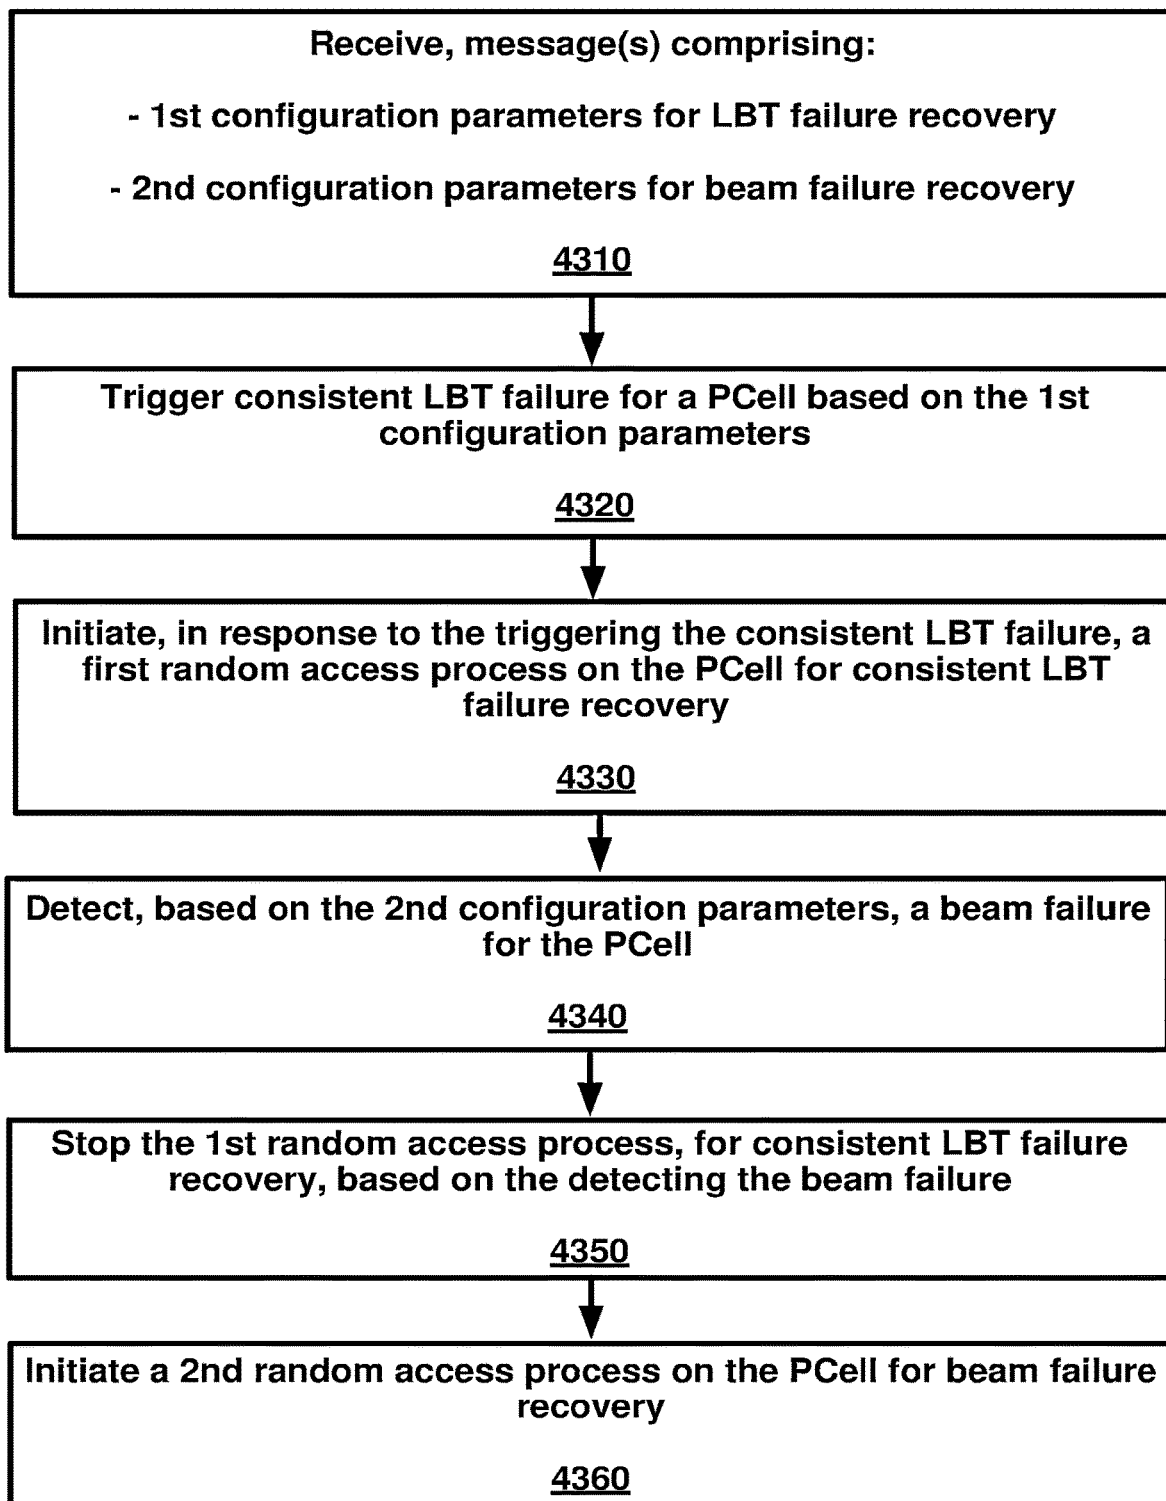 Receive, message(s) comprising:
- 1st configuration parameters for LBT failure recovery
- 2nd configuration parameters for beam failure recovery
4310
Trigger consistent LBT failure for a PCell based on the 1st
configuration parameters
4320
Initiate, in response to the triggering the consistent LBT failure, a
first random access process on the PCell for consistent LBT
failure recovery
4330
Detect, based on the 2nd configuration parameters, a beam failure
for the PCell
4340
Stop the 1st random access process, for consistent LBT failure
recovery, based on the detecting the beam failure
4350
Initiate a 2nd random access process on the PCell for beam failure
recovery
4360